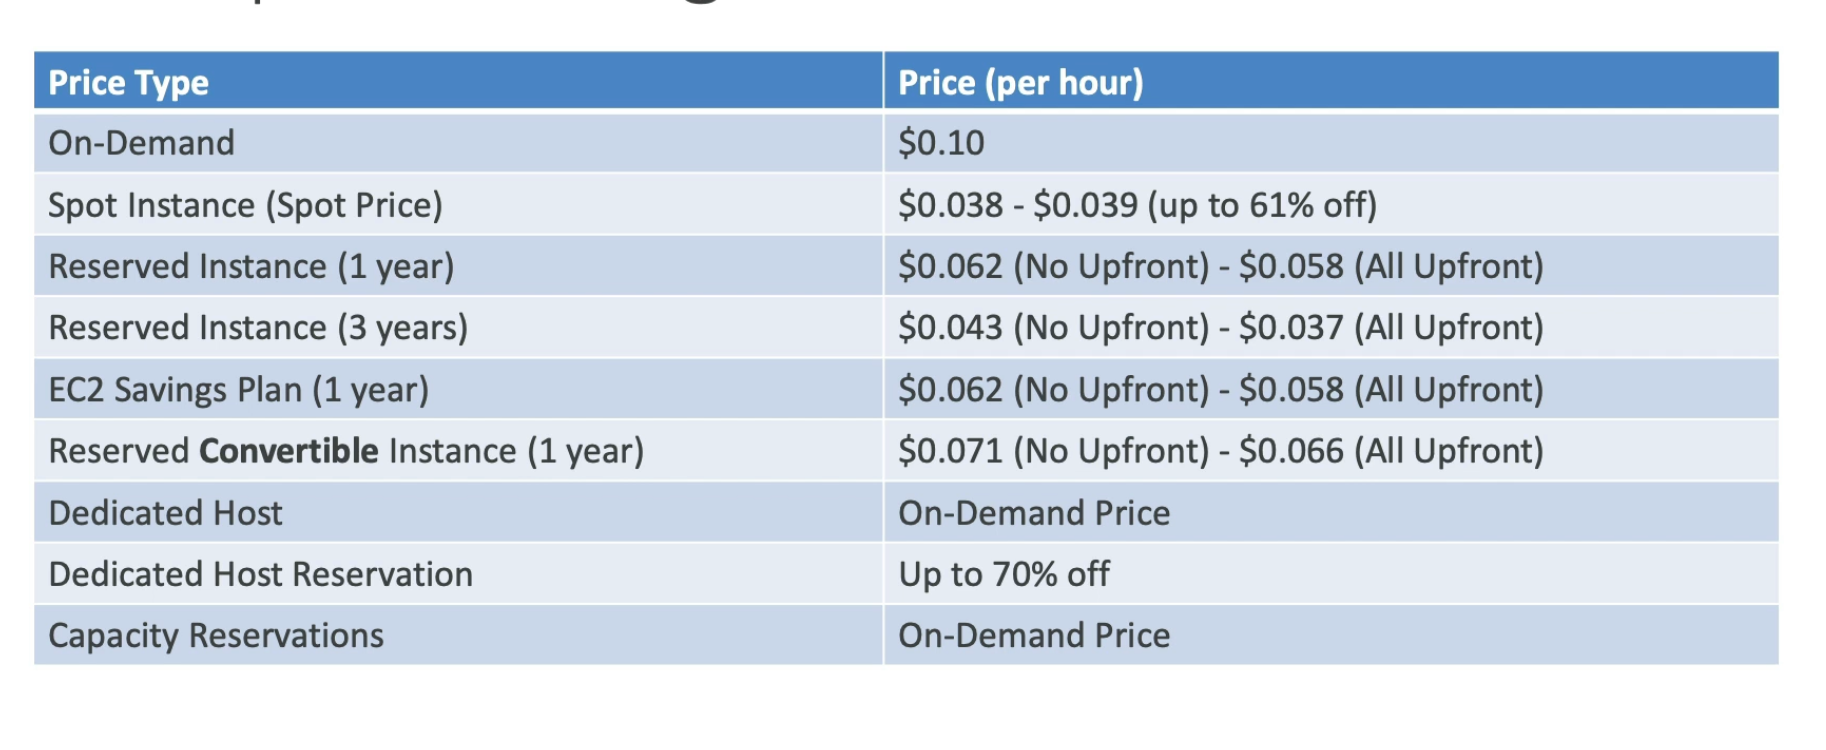 Price Type Price (per hour)
On-Demand $0.10
Spot Instance (Spot Price) $0.038 - $0.039 (up to 61% off)
Reserved Instance (1 year) $0.062 (No Upfront) - $0.058 (All Upfront)
Reserved Instance (3 years) $0.043 (No Upfront) - $0.037 (All Upfront)
EC2 Savings Plan (1 year) $0.062 (No Upfront) - $0.058 (All Upfront)
Reserved Convertible Instance (1 year) $0.071 (No Upfront) - $0.066 (All Upfront)
Dedicated Host On-Demand Price
Dedicated Host Reservation Up to 70% off
Capacity Reservations On-Demand Price